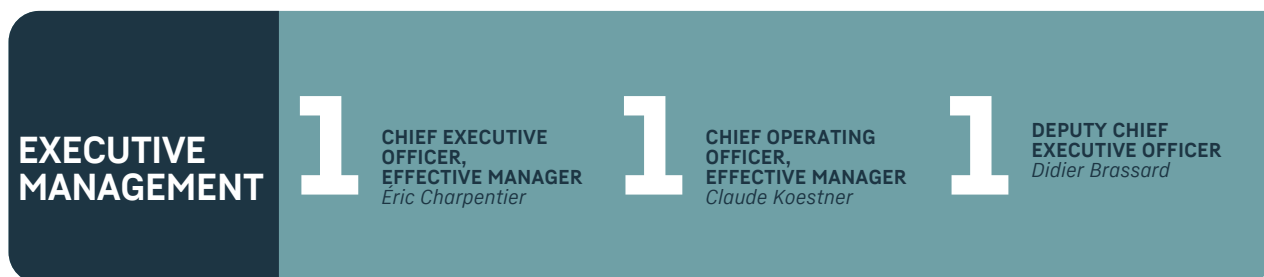 EXECUTIVE
MANAGEMENT
1
CHIEF EXECUTIVE
OFFICER,
EFFECTIVE MANAGER
Éric Charpentier
1
CHIEF OPERATING
OFFICER,
EFFECTIVE MANAGER
Claude Koestner
1
DEPUTY CHIEF
EXECUTIVE OFFICER
Didier Brassard